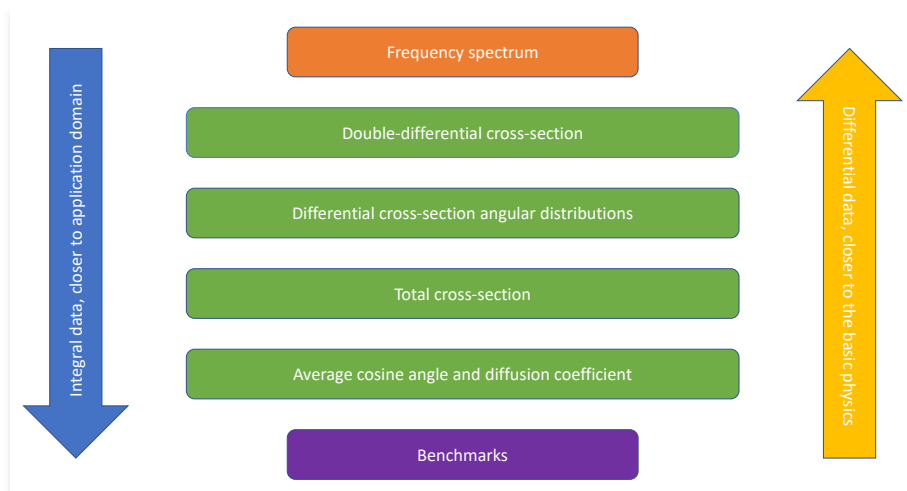 Frequency spectrum
Double-differential cross-section
Differential cross-section angular distributions
Total cross-section
Average cosine angle and diffusion coefficient
Benchmarks
Integral data, closer to application domain
Differential data, closer to the basic physics